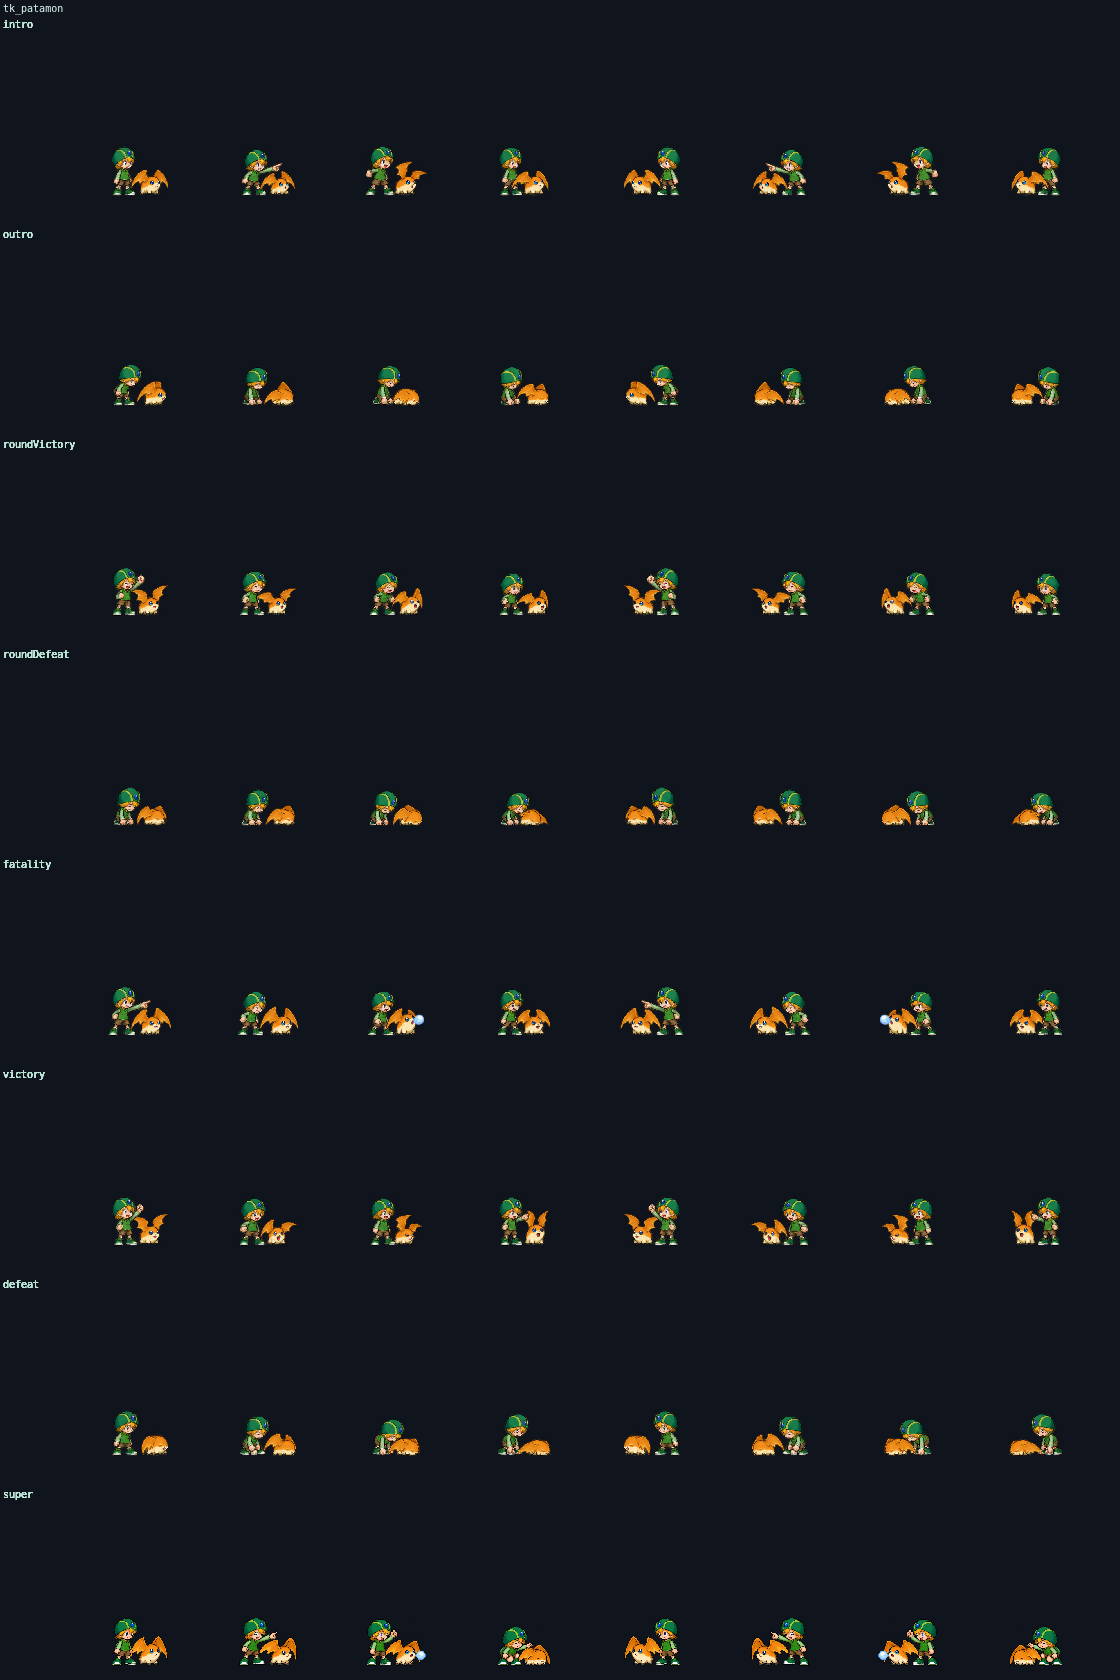 tk_patamon
intro
outro
roundVictory
roundDefeat
fatality
victory
defeat
super